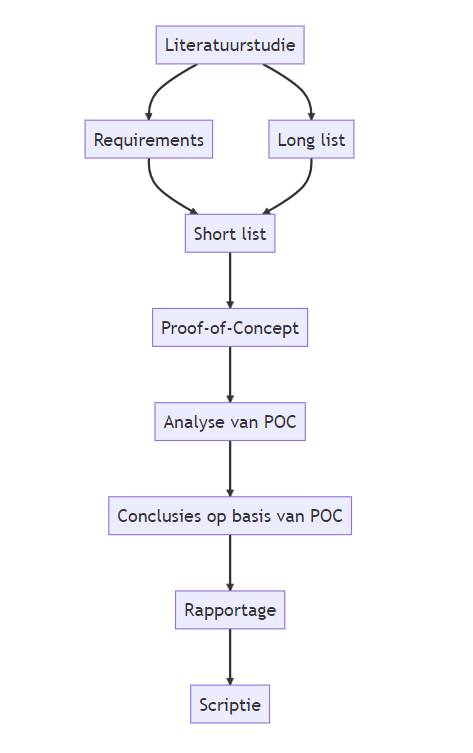 Literatuurstudie
Requirements
Long list
Short list
Proof-of-Concept
Analyse van POC
Conclusies op basis van POC
Rapportage
Scriptie